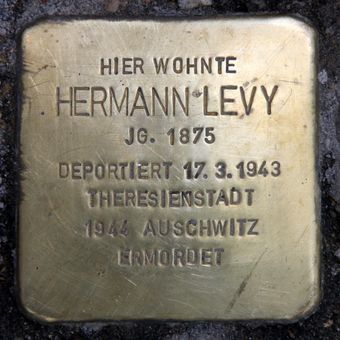 HIER WOHNTE
HERMANN LEVY
JG. 1875
DEPORTIERT 17. 3. 1943
THERESIENSTADT
1944 AUSCHWITZ
ERMORDET